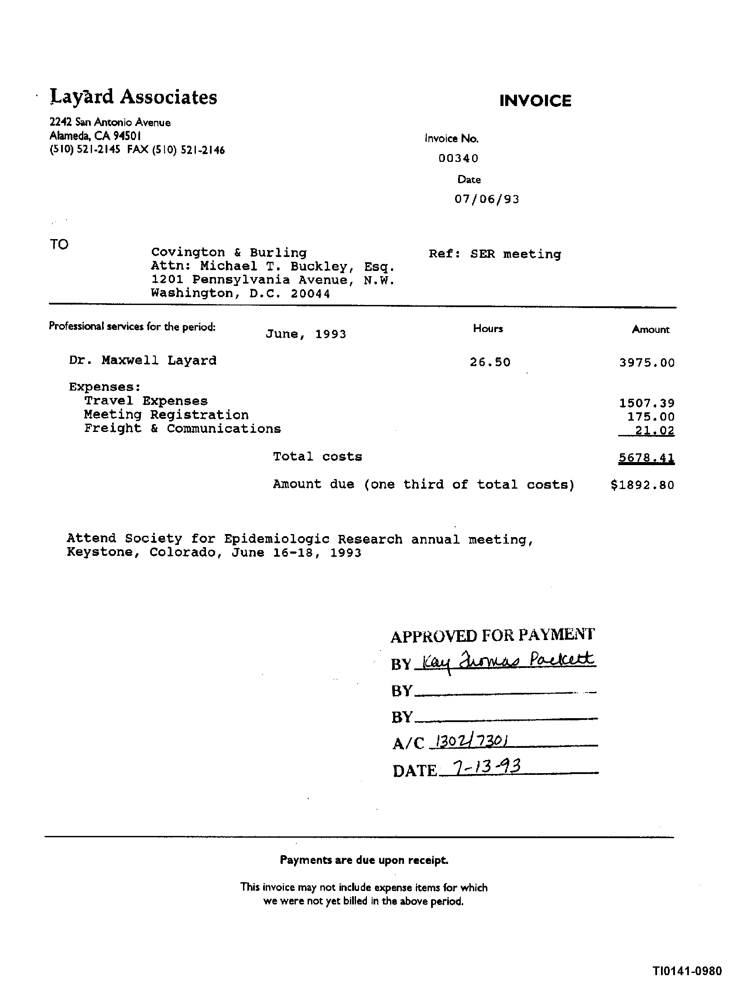 Layard Associates
INVOICE
2242 San Antonio Avenue
Alameda, CA 94501
(510) 521-2145 FAX (510) 521-2146
Invoice No.
00340
Date
07/06/93
TO
Covington & Burling
Attn: Michael T. Buckley, Esq.
1201 Pennsylvania Avenue, N.W.
Washington, D.C. 20044
Ref: SER meeting
Professional services for the period: June, 1993 Hours Amount
Dr. Maxwell Layard 26.50 3975.00
Expenses:
Travel Expenses 1507.39
Meeting Registration 175.00
Freight & Communications 21.02
Total costs 5678.41
Amount due (one third of total costs) $1892.80
Attend Society for Epidemiologic Research annual meeting,
Keystone, Colorado, June 16-18, 1993
APPROVED FOR PAYMENT
BY Kay Thomas Packett
BY
BY
A/C 1302/7301
DATE 7-13-93
Payments are due upon receipt.
This invoice may not include expense items for which
we were not yet billed in the above period.
TI0141-0980